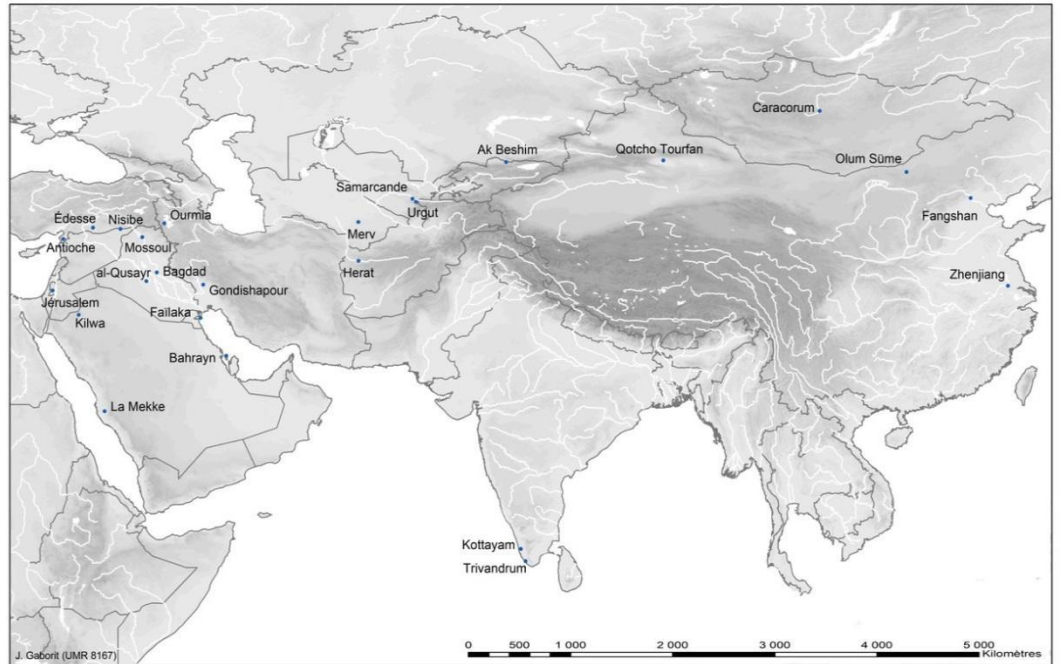 Caracorum
Ak Beshim
Qotcho Tourfan
Olum Süme
Samarcande
Urgut
Fangshan
Édesse
Nisibe
Ourmia
Merv
Antioche
Mossoul
Herat
al-Qusayr
Bagdad
Zhenjiang
Jérusalem
Gondishapour
Kilwa
Faïlaka
Bahrayn
La Mekke
Kottayam
Trivandrum
J. Gaborit (UMR 8167)
0 500 1 000 2 000 3 000 4 000 5 000
Kilomètres